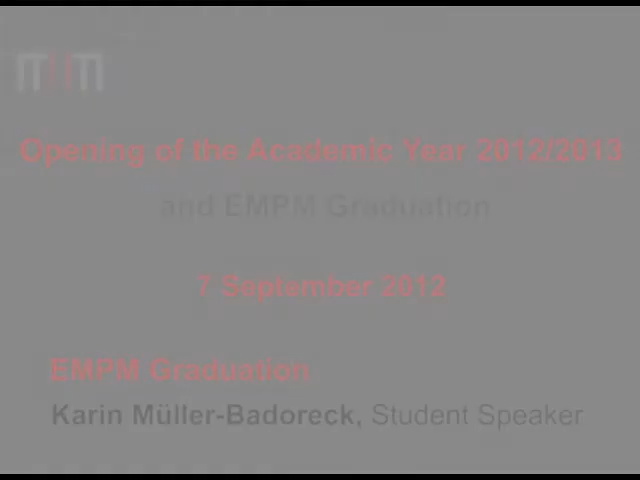 Opening of the Academic Year 2012/2013
and EMPM Graduation
7 September 2012
EMPM Graduation
Karin Müller-Badoreck, Student Speaker